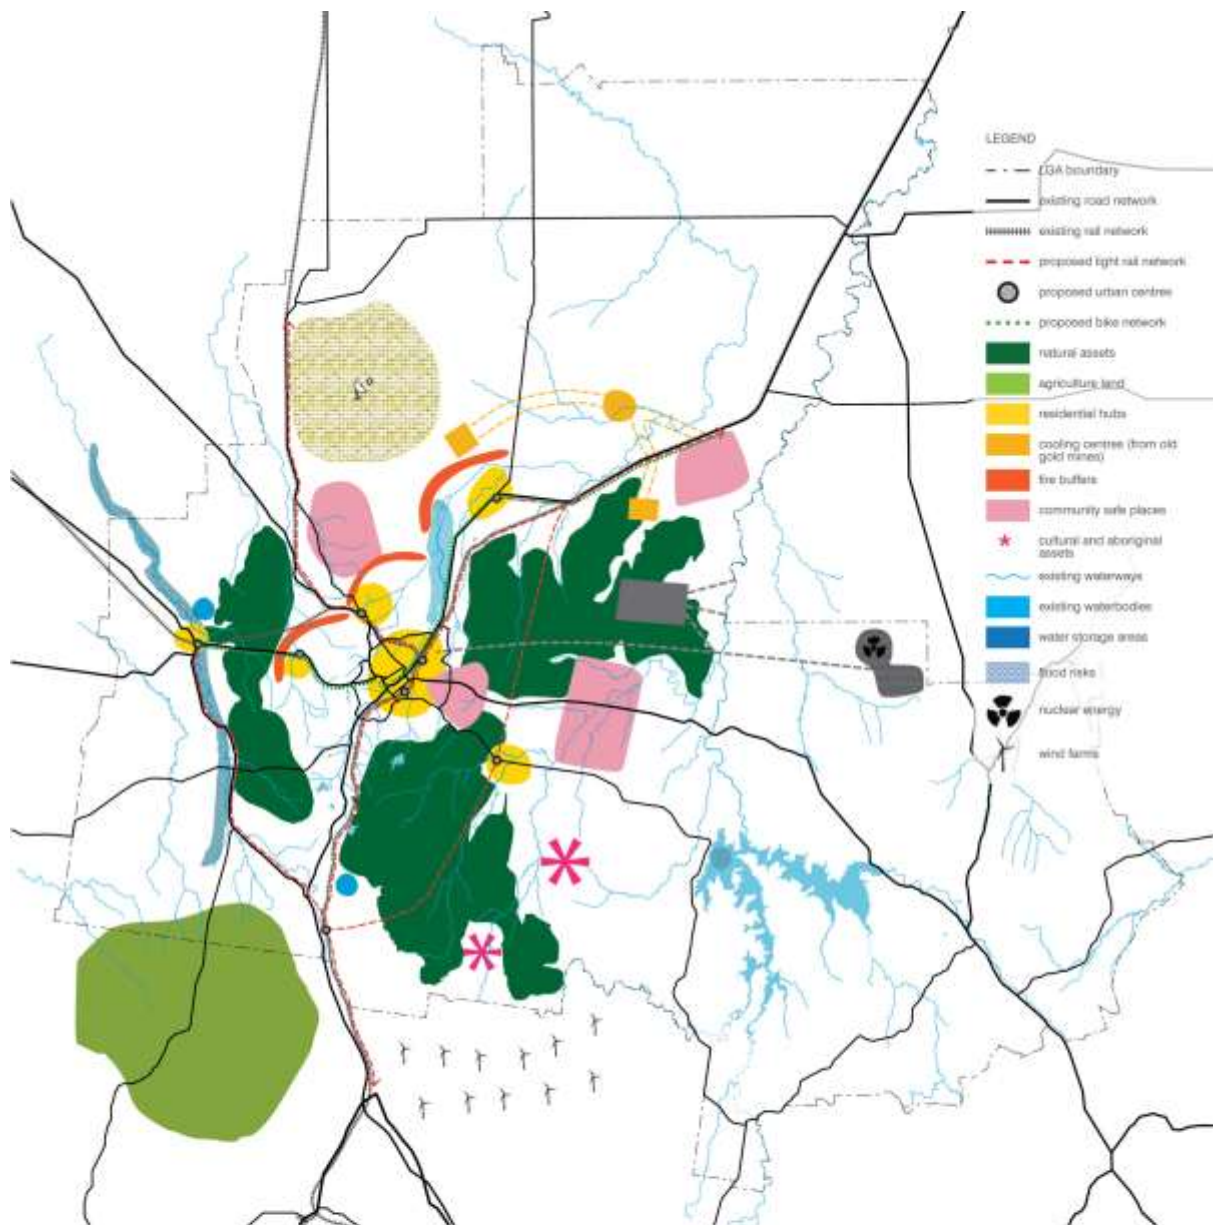 LEGEND
LGA boundary
existing road network
existing rail network
proposed light rail network
proposed urban centre
proposed bike network
natural assets
agriculture land
residential hubs
cooling centre (from old
gold mines)
fire buffers
community safe places
cultural and aboriginal
assets
existing waterways
existing waterbodies
water storage areas
flood risks
nuclear energy
wind farms